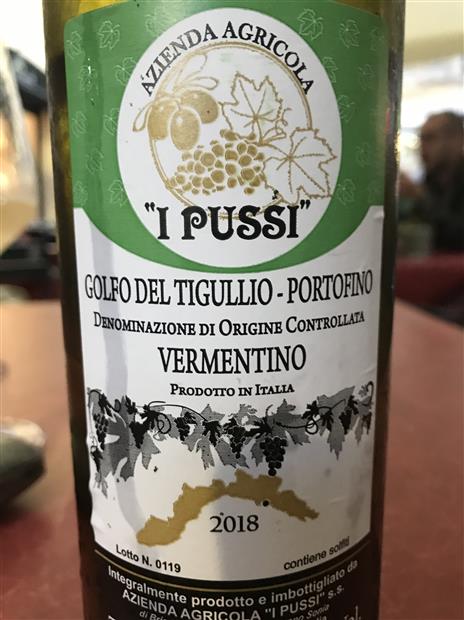 AZIENDA AGRICOLA
"I PUSSI"
GOLFO DEL TIGULLIO - PORTOFINO
DENOMINAZIONE DI ORIGINE CONTROLLATA
VERMENTINO
PRODOTTO IN ITALIA
2018
Lotto N. 0119 contiene solfiti
Integralmente prodotto e imbottigliato da
AZIENDA AGRICOLA "I PUSSI" s.s.
Sonia